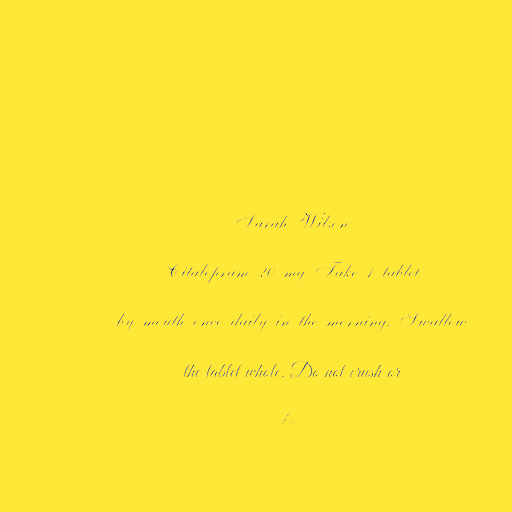 Sarah Wilson
Citalopram 20 mg Take 1 tablet
by mouth once daily in the morning. Swallow
the tablet whole. Do not crush or